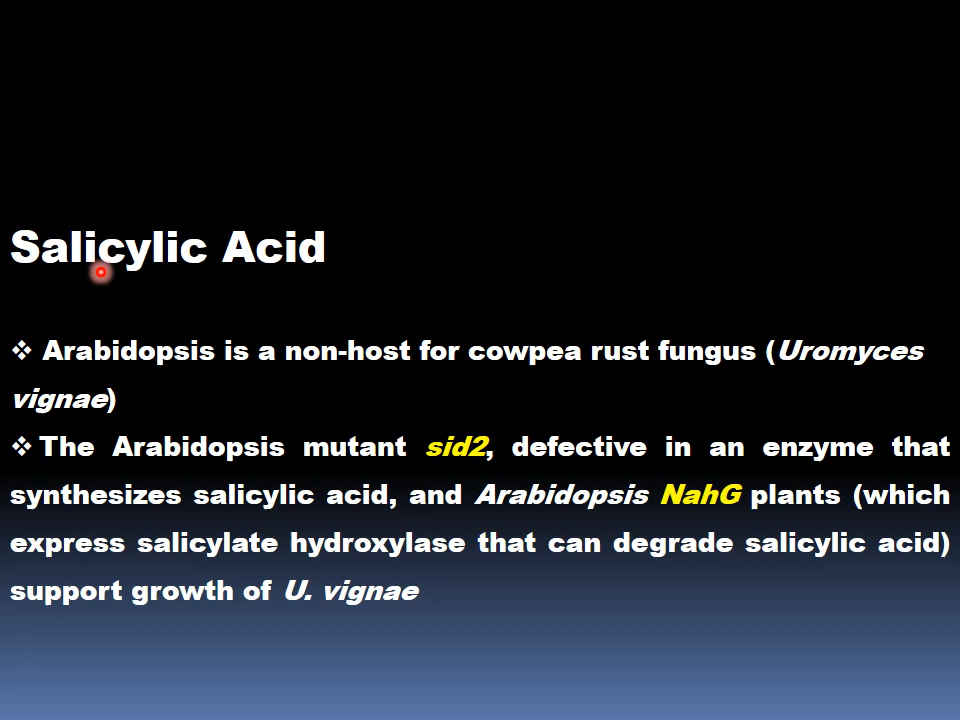 Salicylic Acid
❖ Arabidopsis is a non-host for cowpea rust fungus (Uromyces
vignae)
❖ The Arabidopsis mutant sid2, defective in an enzyme that
synthesizes salicylic acid, and Arabidopsis NahG plants (which
express salicylate hydroxylase that can degrade salicylic acid)
support growth of U. vignae